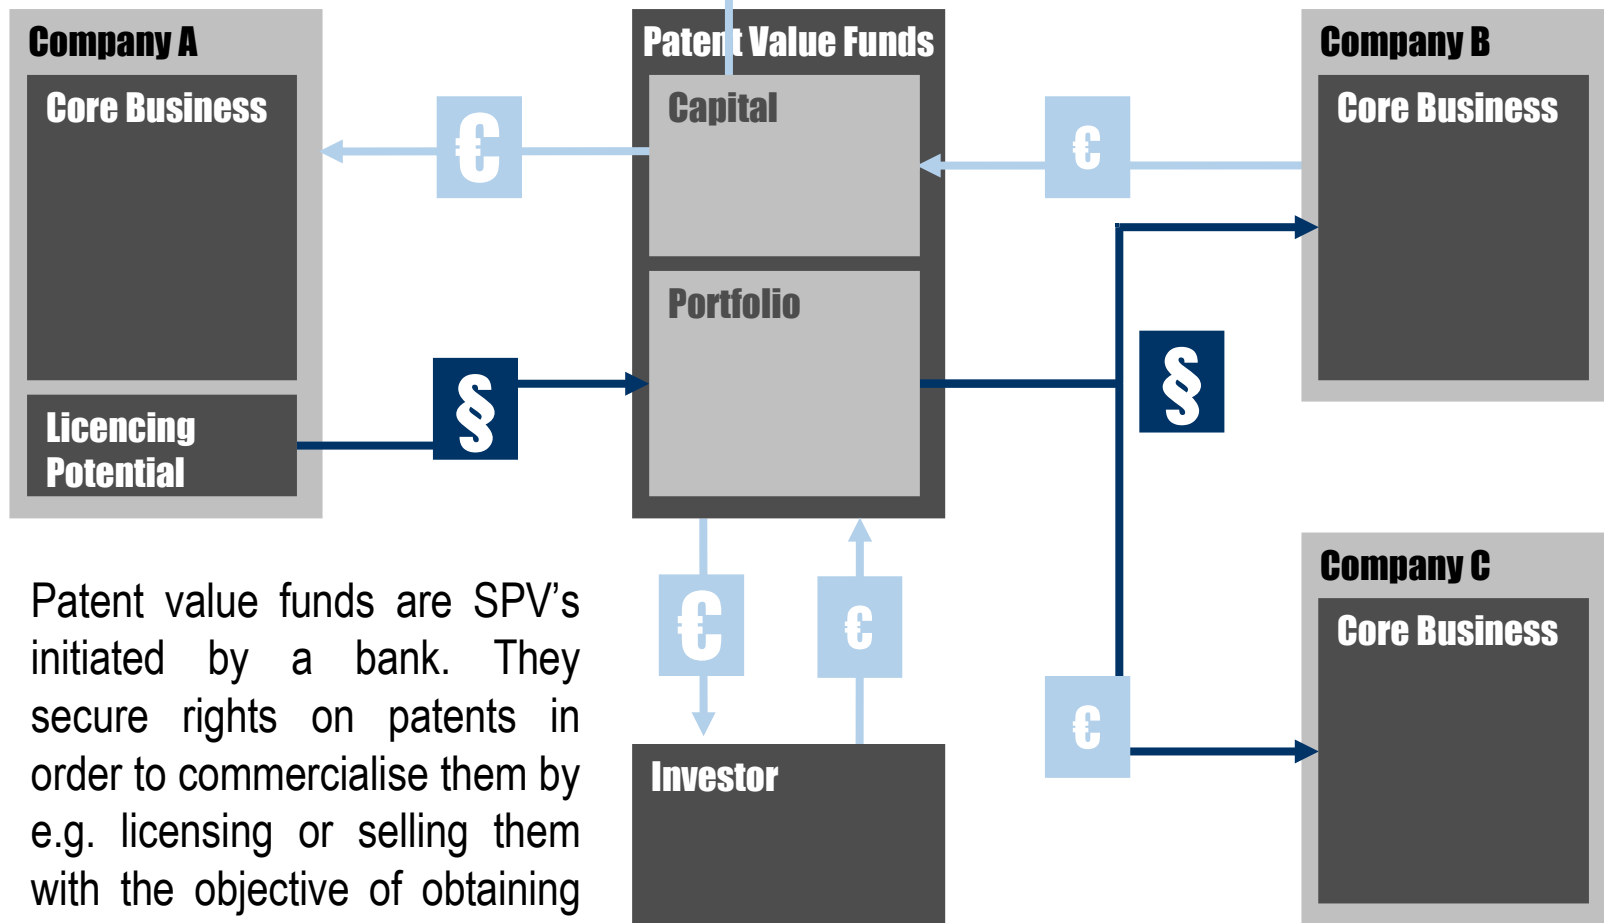 Company A
Core Business
Licencing
Potential
Patent Value Funds
Capital
Portfolio
Company B
Core Business
Company C
Core Business
Investor
€
€
§
§
€
€
€
Patent value funds are SPV’s
initiated by a bank. They
secure rights on patents in
order to commercialise them by
e.g. licensing or selling them
with the objective of obtaining